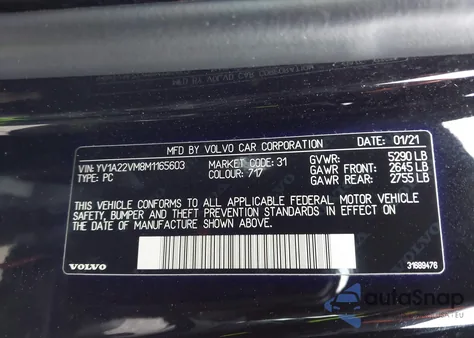 MFD BY VOLVO CAR CORPORATION DATE: 01/21
VIN: YV1A22VM8M1165603 MARKET CODE: 31 GVWR: 5290 LB
TYPE: PC COLOUR: 717 GAWR FRONT: 2645 LB
GAWR REAR: 2755 LB
THIS VEHICLE CONFORMS TO ALL APPLICABLE FEDERAL MOTOR VEHICLE
SAFETY, BUMPER AND THEFT PREVENTION STANDARDS IN EFFECT ON
THE DATE OF MANUFACTURE SHOWN ABOVE.
VOLVO 31689476
autoSnap